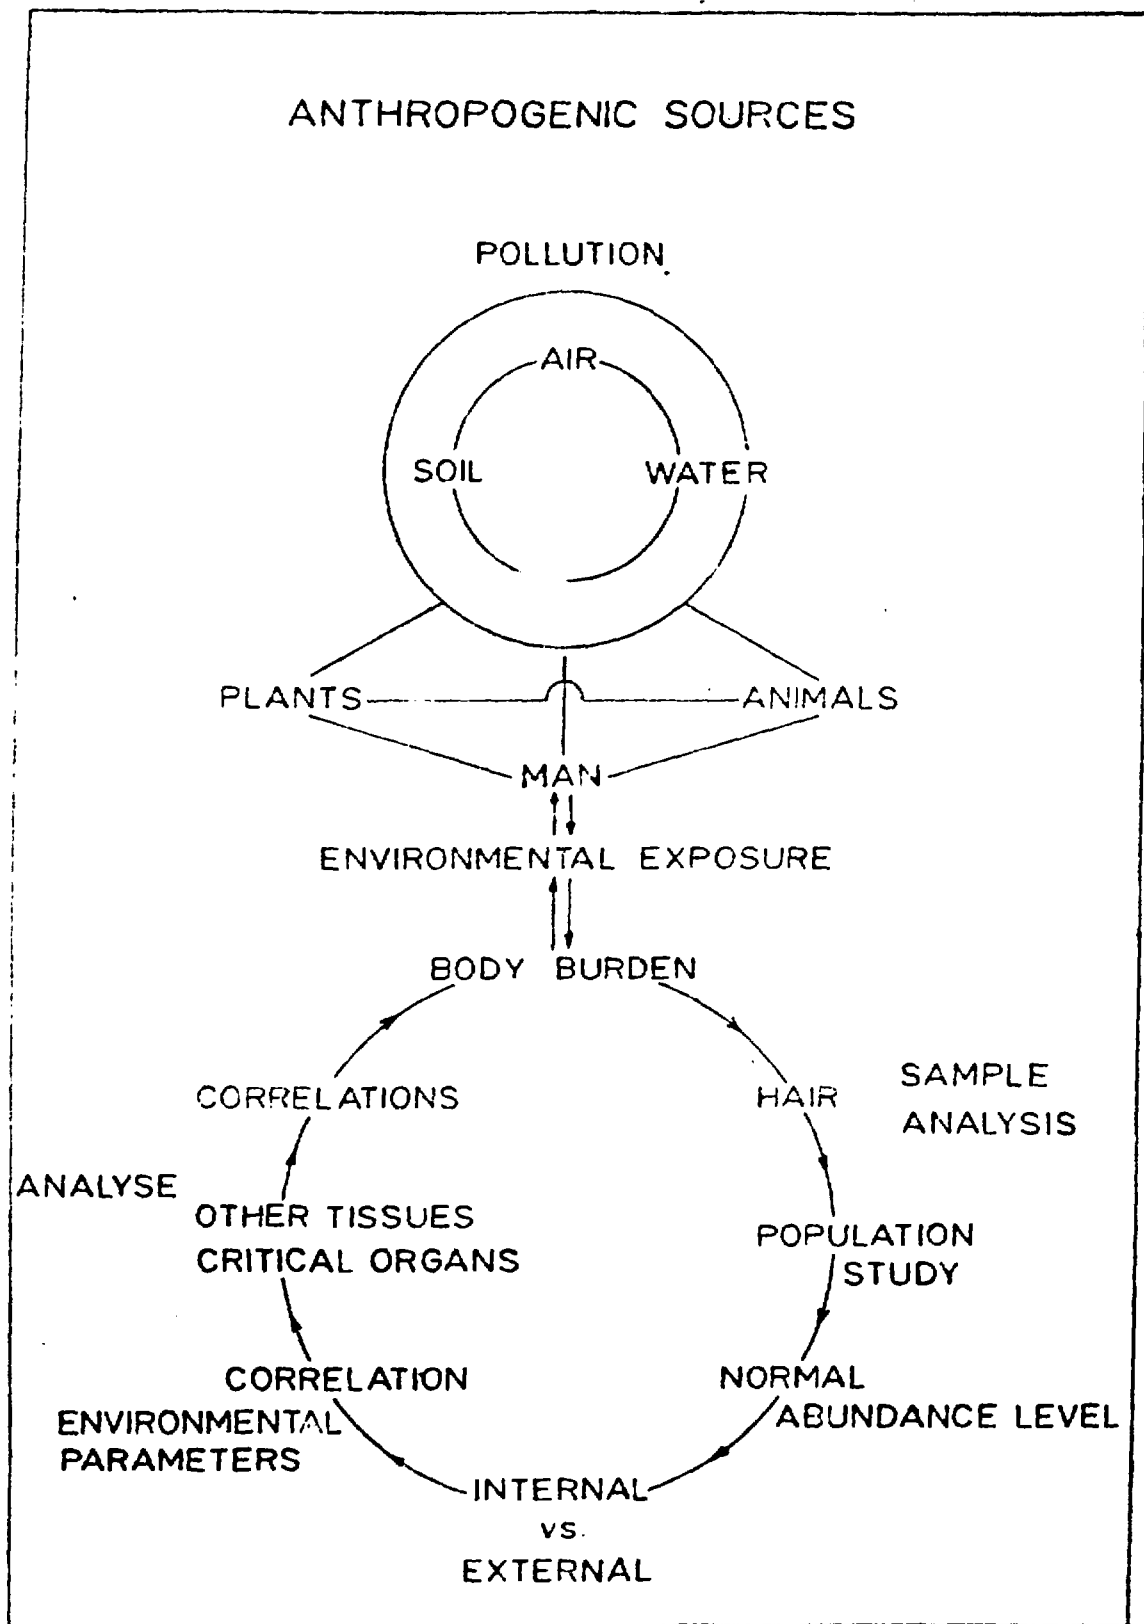 ANTHROPOGENIC SOURCES
POLLUTION
AIR
SOIL WATER
PLANTS ANIMALS
MAN
ENVIRONMENTAL EXPOSURE
BODY BURDEN
CORRELATIONS
HAIR
SAMPLE
ANALYSIS
ANALYSE
OTHER TISSUES
CRITICAL ORGANS
POPULATION
STUDY
CORRELATION
ENVIRONMENTAL
PARAMETERS
NORMAL
ABUNDANCE LEVEL
INTERNAL
vs.
EXTERNAL